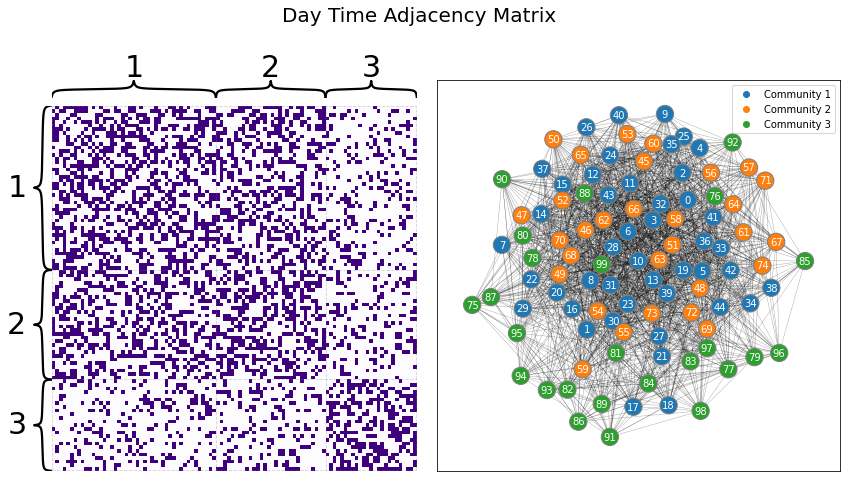 Day Time Adjacency Matrix
1 2 3
1
2
3
Community 1
Community 2
Community 3
40 9
26
53 25
50 60 35 4 92
65 24 45
37 12 2 56 57
90 15 11 71
88 43 76
52 32 0 64
47 14 66 41
62 3 58
80 46 6 61
7 70 28 51 36 33 67
78 68 10 63 85
99 74
49 19 5 42
22 8 31 13
20 39 48 38
75 87 23 34
29 16 54 73 72 44
30
1 55 69
95 27
81 21 97 79 96
83
59 77
94 84
93 82
89 17 18 98
86
91